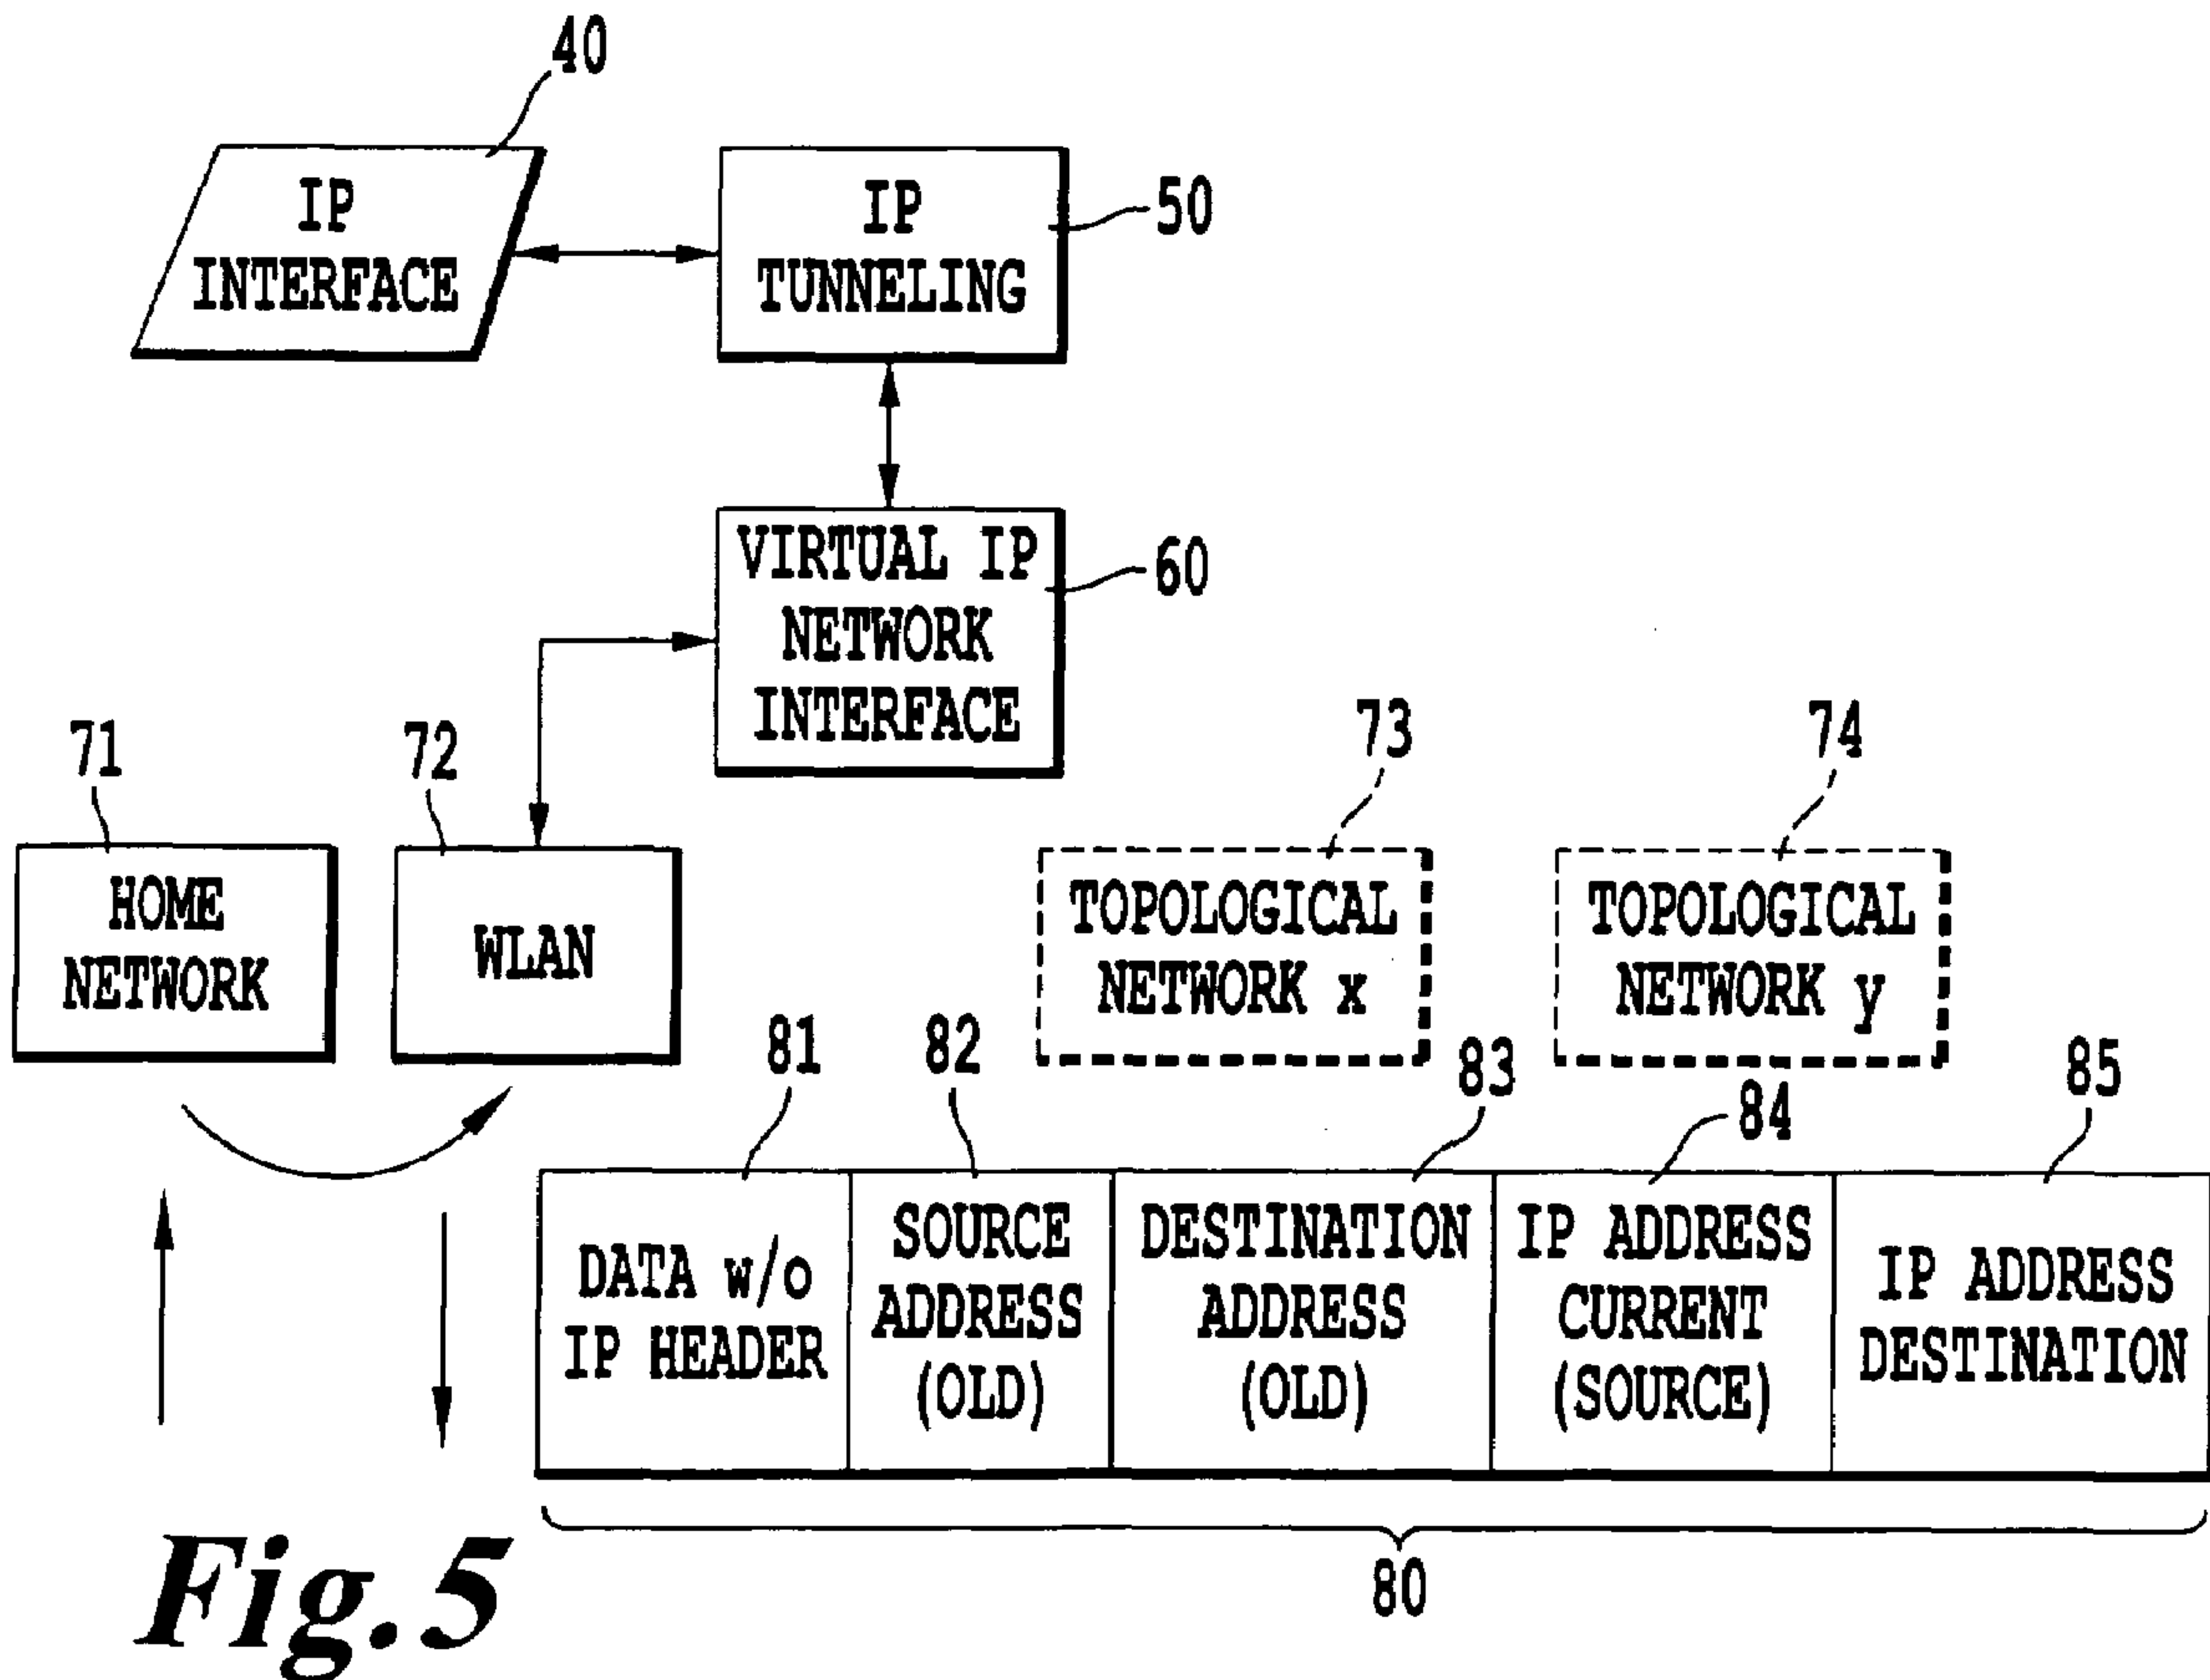 40
IP
INTERFACE
IP
TUNNELING
50
VIRTUAL IP
NETWORK
INTERFACE
60
71
72
73
74
HOME
NETWORK
WLAN
TOPOLOGICAL
NETWORK x
TOPOLOGICAL
NETWORK y
81
82
83
84
85
DATA w/o
IP HEADER
SOURCE
ADDRESS
(OLD)
DESTINATION
ADDRESS
(OLD)
IP ADDRESS
CURRENT
(SOURCE)
IP ADDRESS
DESTINATION
80
Fig.5